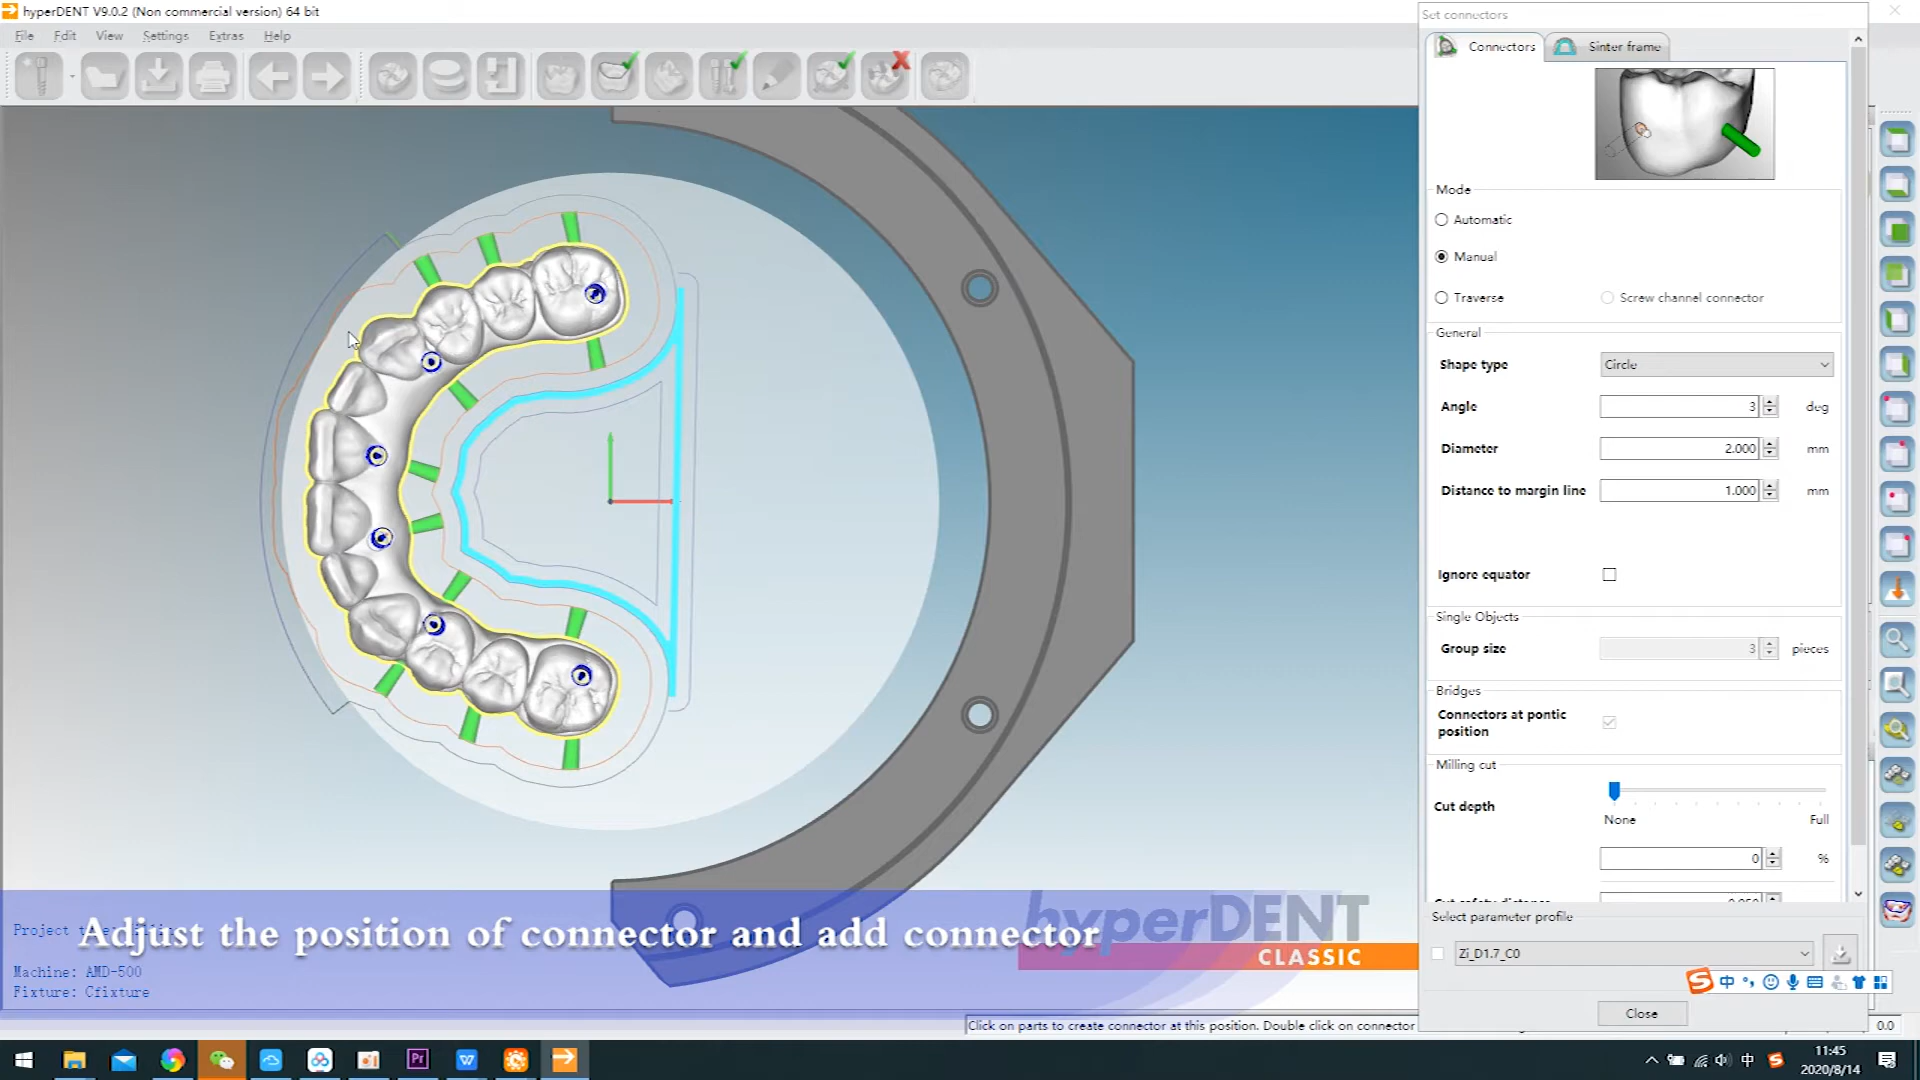 hyperDENT V9.0.2 (Non commercial version) 64 bit
File Edit View Settings Extras Help
Set connectors
Connectors Sinter frame
Mode
Automatic
Manual
Traverse Screw channel connector
General
Shape type Circle
Angle 3 deg
Diameter 2.000 mm
Distance to margin line 1.000 mm
Ignore equator
Single Objects
Group size 3 pieces
Bridges
Connectors at pontic
position
Milling cut
Cut depth
None Full
0 %
Select parameter profile
Zi_D1.7_C0
Close
Adjust the position of connector and add connector
Machine: AMD-500
Fixture: Cfixture
hyperDENT
CLASSIC
Click on parts to create connector at this position. Double click on connector
0.0
中
Pr
中
11:45
2020/8/14